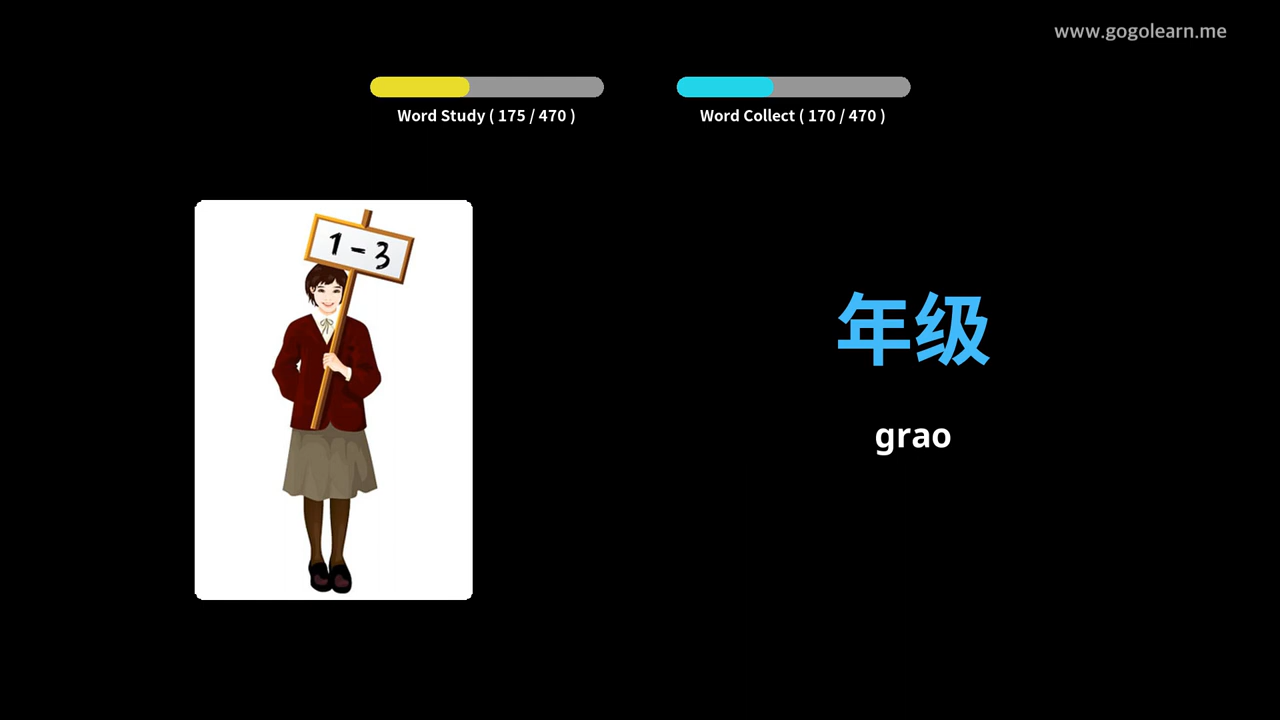 www.gogolearn.me
Word Study ( 175 / 470 )
Word Collect ( 170 / 470 )
1 - 3
年级
grao